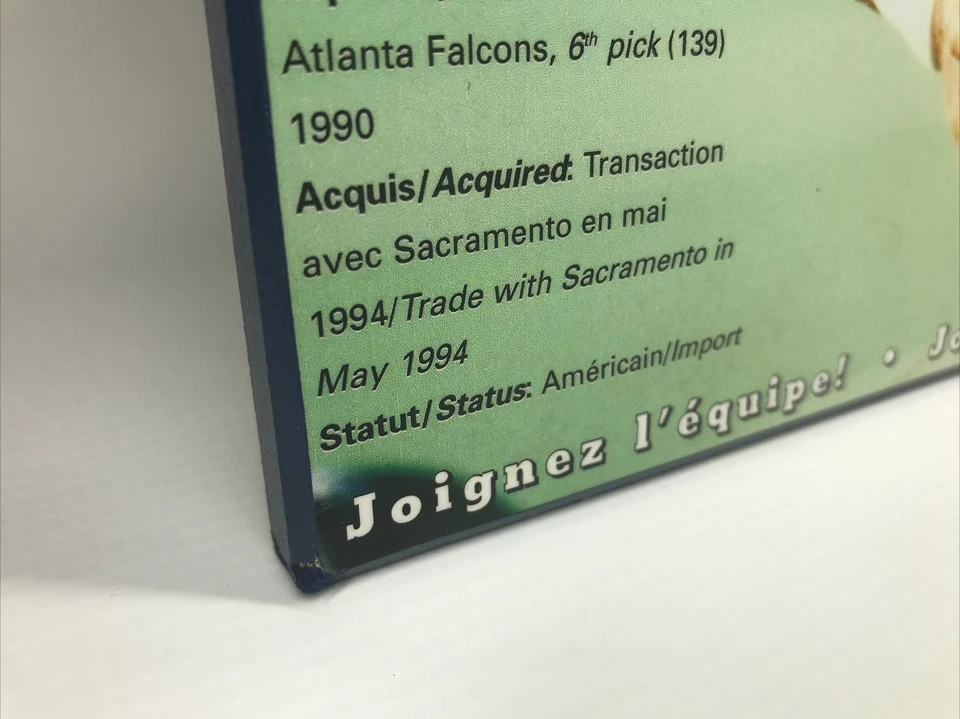 Atlanta Falcons, 6th pick (139)
1990
Acquis/Acquired: Transaction
avec Sacramento en mai
1994/Trade with Sacramento in
May 1994
Statut/Status: Américain/Import
Joignez l'équipe! •